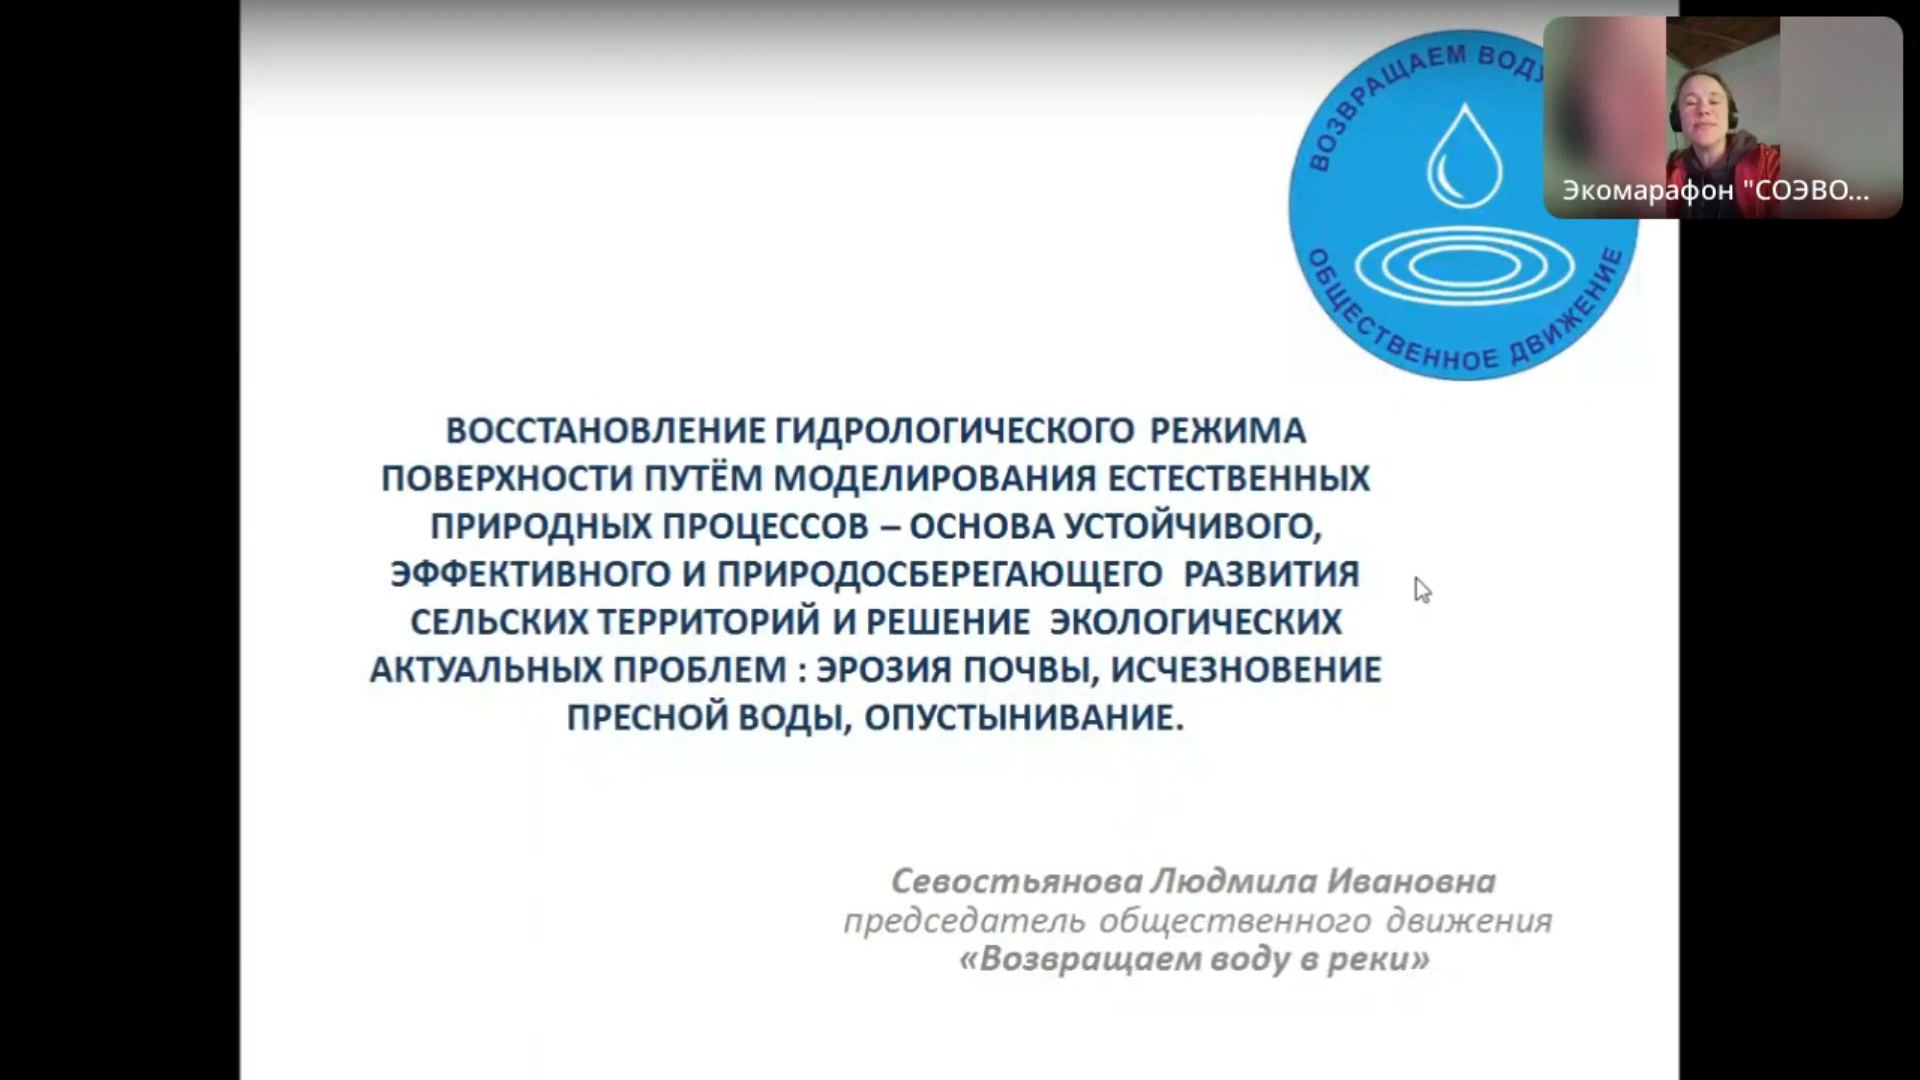 ВОЗВРАЩАЕМ ВОДУ
ОБЩЕСТВЕННОЕ ДВИЖЕНИЕ
Экомарафон "СОЭВО...
ВОССТАНОВЛЕНИЕ ГИДРОЛОГИЧЕСКОГО РЕЖИМА
ПОВЕРХНОСТИ ПУТЁМ МОДЕЛИРОВАНИЯ ЕСТЕСТВЕННЫХ
ПРИРОДНЫХ ПРОЦЕССОВ – ОСНОВА УСТОЙЧИВОГО,
ЭФФЕКТИВНОГО И ПРИРОДОСБЕРЕГАЮЩЕГО РАЗВИТИЯ
СЕЛЬСКИХ ТЕРРИТОРИЙ И РЕШЕНИЕ ЭКОЛОГИЧЕСКИХ
АКТУАЛЬНЫХ ПРОБЛЕМ : ЭРОЗИЯ ПОЧВЫ, ИСЧЕЗНОВЕНИЕ
ПРЕСНОЙ ВОДЫ, ОПУСТЫНИВАНИЕ.
Севостьянова Людмила Ивановна
председатель общественного движения
«Возвращаем воду в реки»